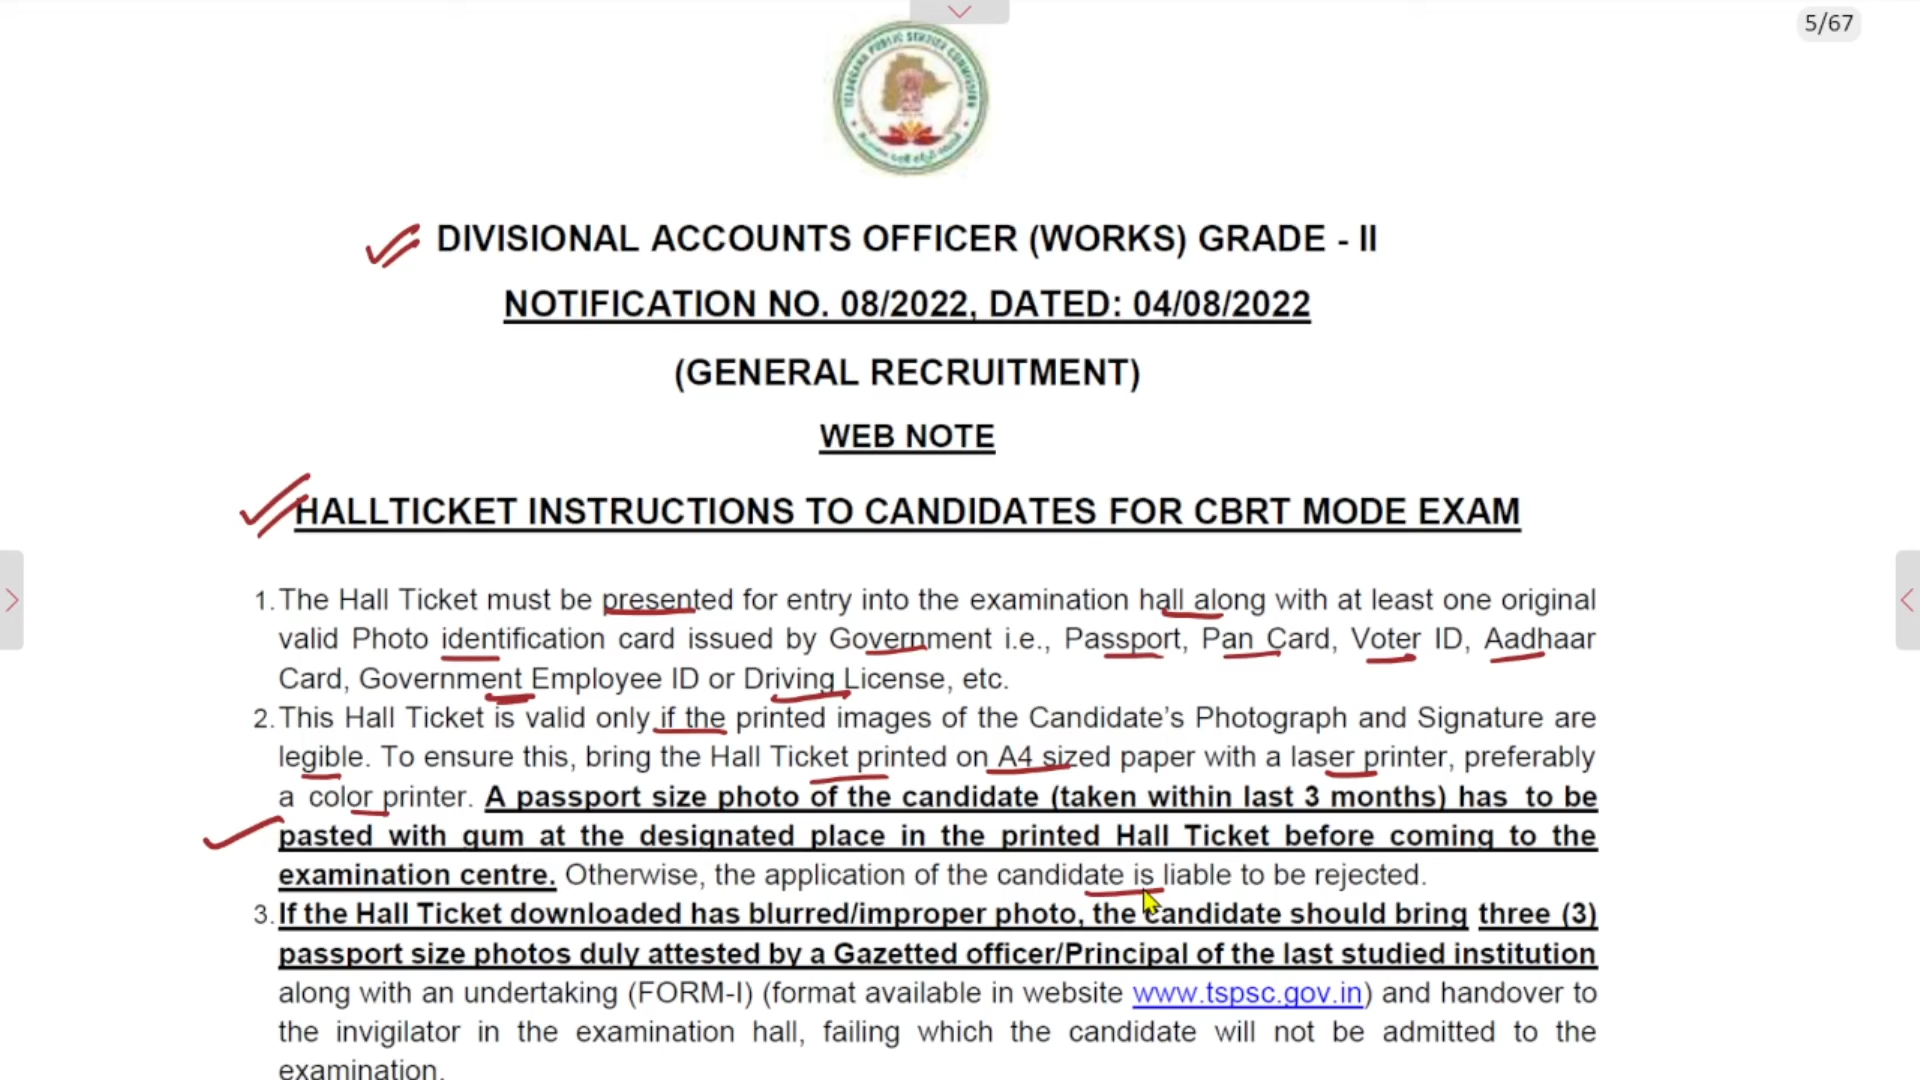 5/67
TELANGANA PUBLIC SERVICE COMMISSION
DIVISIONAL ACCOUNTS OFFICER (WORKS) GRADE - II
NOTIFICATION NO. 08/2022, DATED: 04/08/2022
(GENERAL RECRUITMENT)
WEB NOTE
HALLTICKET INSTRUCTIONS TO CANDIDATES FOR CBRT MODE EXAM
1. The Hall Ticket must be presented for entry into the examination hall along with at least one original
valid Photo identification card issued by Government i.e., Passport, Pan Card, Voter ID, Aadhaar
Card, Government Employee ID or Driving License, etc.
2. This Hall Ticket is valid only if the printed images of the Candidate’s Photograph and Signature are
legible. To ensure this, bring the Hall Ticket printed on A4 sized paper with a laser printer, preferably
a color printer. A passport size photo of the candidate (taken within last 3 months) has to be
pasted with gum at the designated place in the printed Hall Ticket before coming to the
examination centre. Otherwise, the application of the candidate is liable to be rejected.
3. If the Hall Ticket downloaded has blurred/improper photo, the candidate should bring three (3)
passport size photos duly attested by a Gazetted officer/Principal of the last studied institution
along with an undertaking (FORM-I) (format available in website www.tspsc.gov.in) and handover to
the invigilator in the examination hall, failing which the candidate will not be admitted to the
examination.